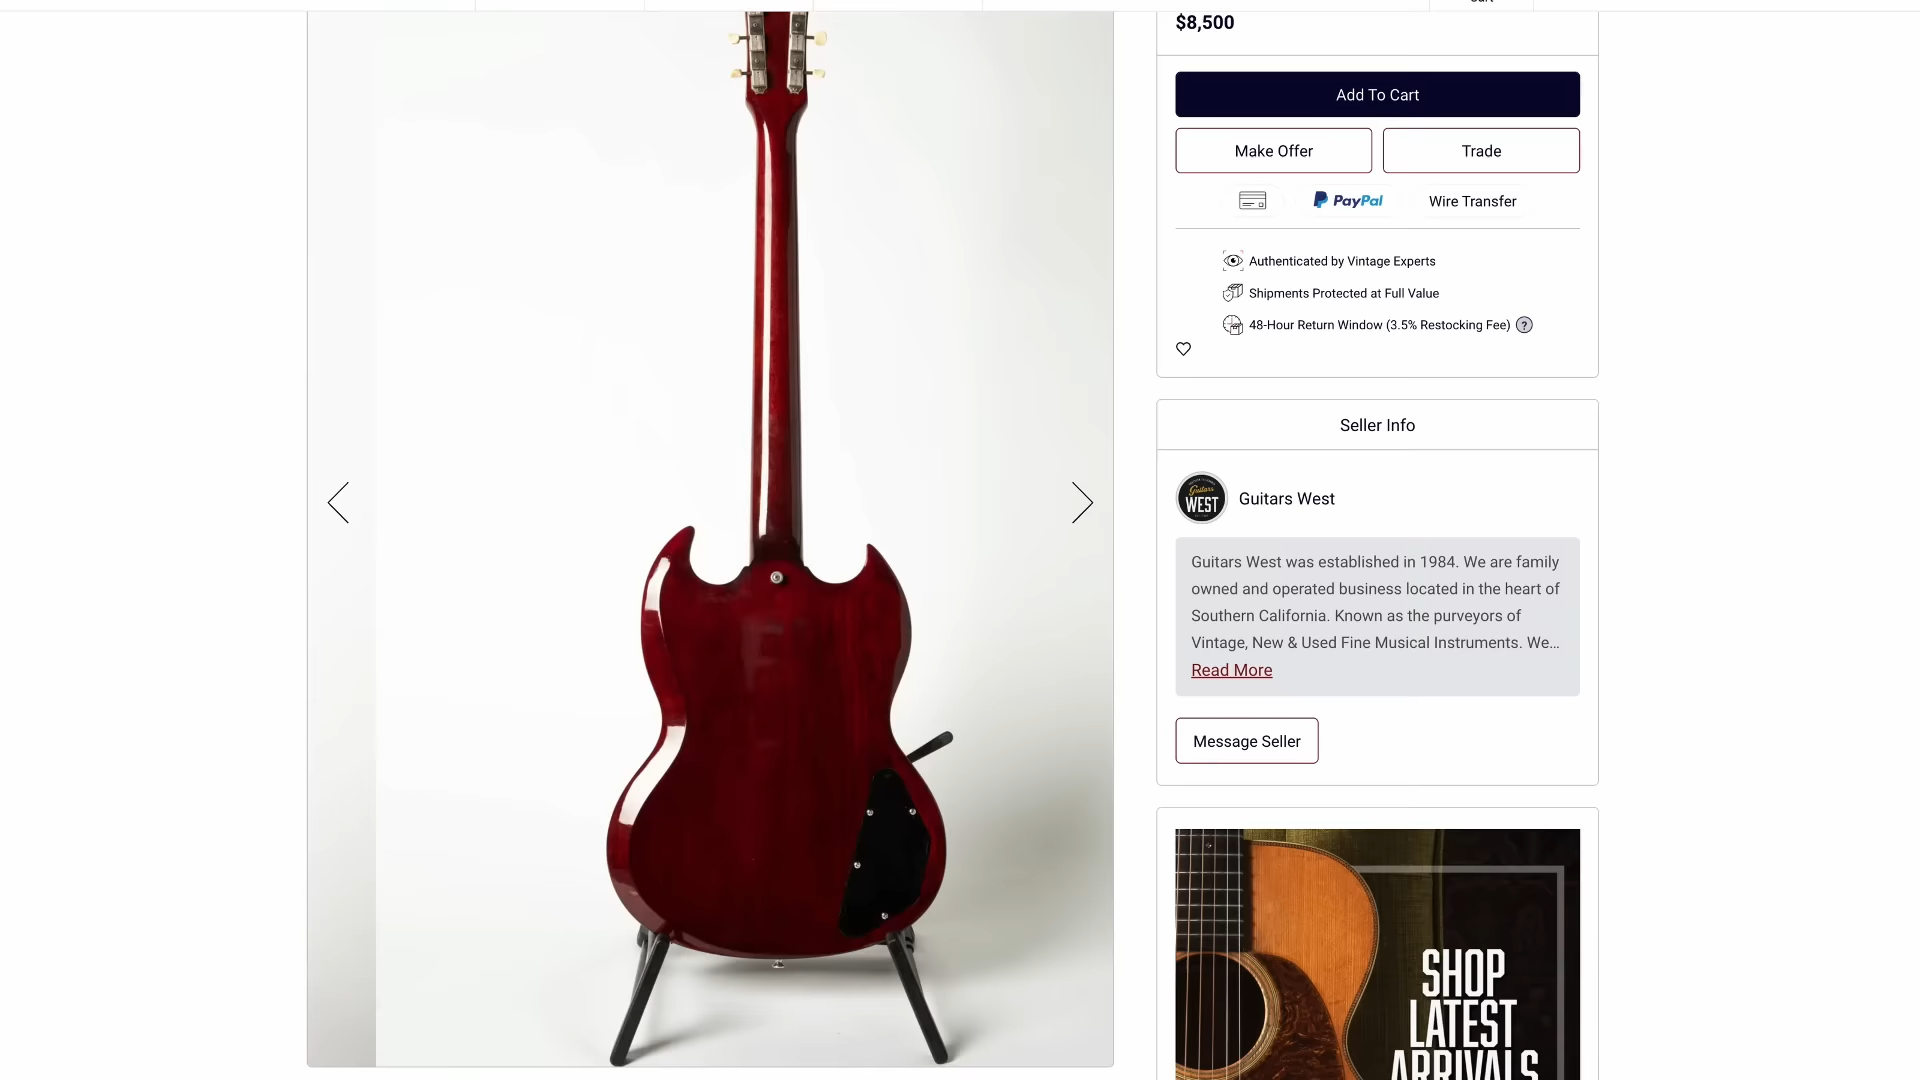 $8,500
Add To Cart
Make Offer
Trade
PayPal
Wire Transfer
Authenticated by Vintage Experts
Shipments Protected at Full Value
48-Hour Return Window (3.5% Restocking Fee) ?
Seller Info
Guitars
WEST
Guitars West
Guitars West was established in 1984. We are family
owned and operated business located in the heart of
Southern California. Known as the purveyors of
Vintage, New & Used Fine Musical Instruments. We...
Read More
Message Seller
SHOP
LATEST
ARRIVALS